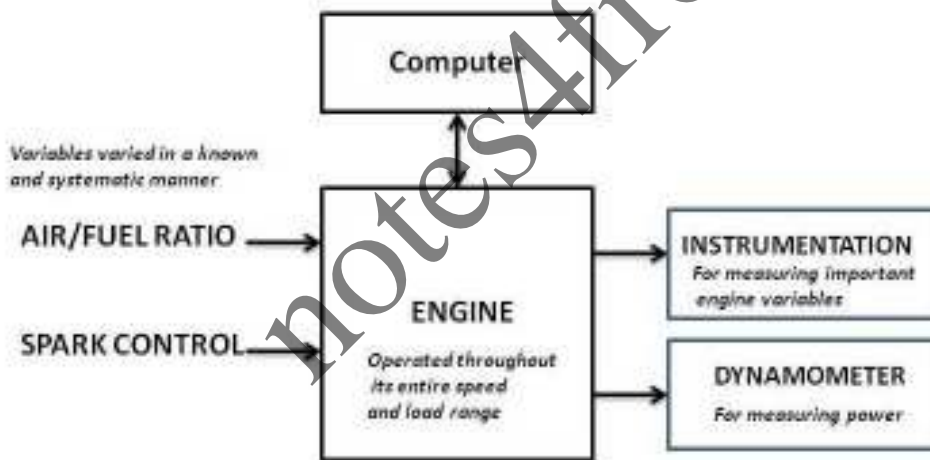 Computer
Variables varied in a known
and systematic manner
AIR/FUEL RATIO
SPARK CONTROL
ENGINE
Operated throughout
its entire speed
and load range
INSTRUMENTATION
For measuring important
engine variables
DYNAMOMETER
For measuring power
notes4fre